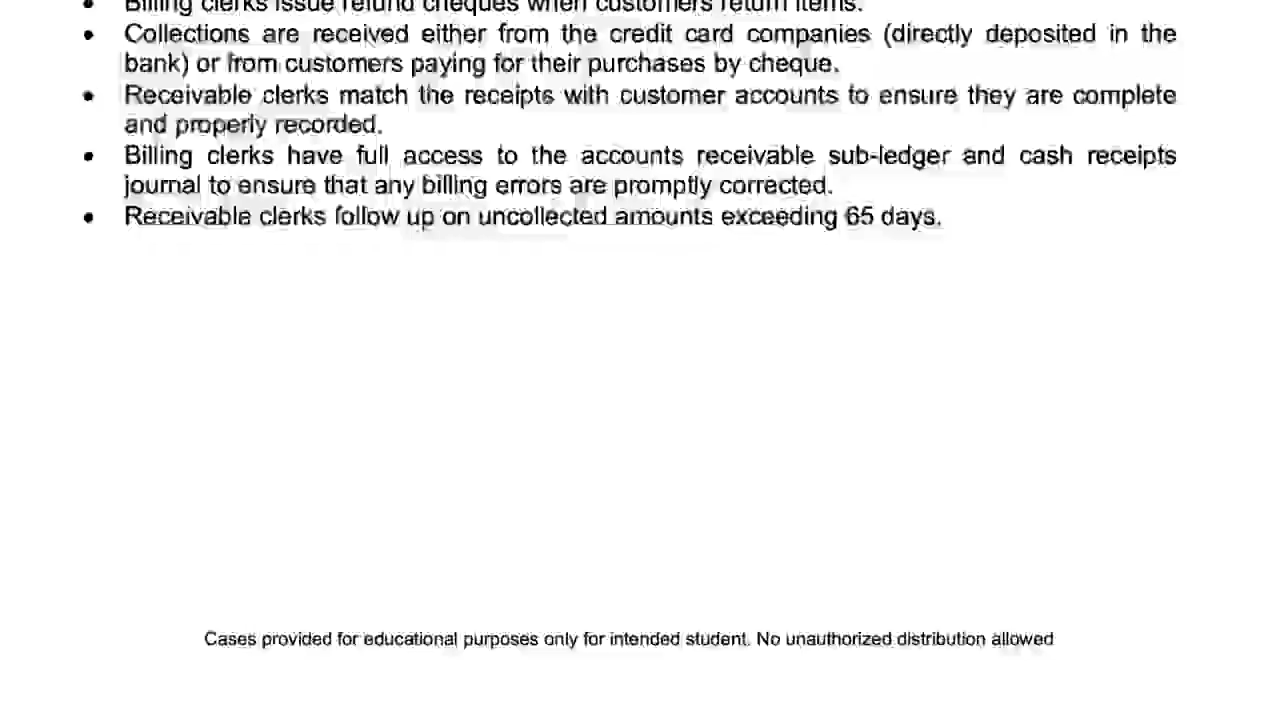 Billing clerks issue refund cheques when customers return items.
• Collections are received either from the credit card companies (directly deposited in the
bank) or from customers paying for their purchases by cheque.
• Receivable clerks match the receipts with customer accounts to ensure they are complete
and properly recorded.
• Billing clerks have full access to the accounts receivable sub-ledger and cash receipts
journal to ensure that any billing errors are promptly corrected.
• Receivable clerks follow up on uncollected amounts exceeding 65 days.
Cases provided for educational purposes only for intended student. No unauthorized distribution allowed